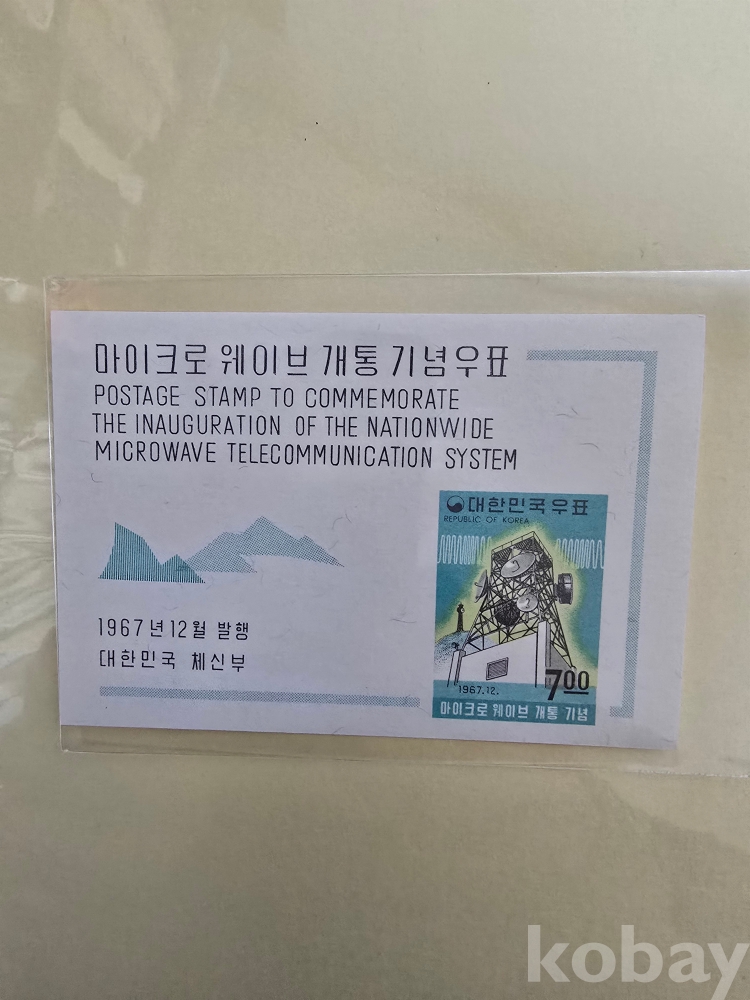 마이크로 웨이브 개통 기념우표
POSTAGE STAMP TO COMMEMORATE
THE INAUGURATION OF THE NATIONWIDE
MICROWAVE TELECOMMUNICATION SYSTEM
대한민국우표
REPUBLIC OF KOREA
1967년 12월 발행
대한민국 체신부
7.00
1967.12.
마이크로 웨이브 개통 기념
kobay